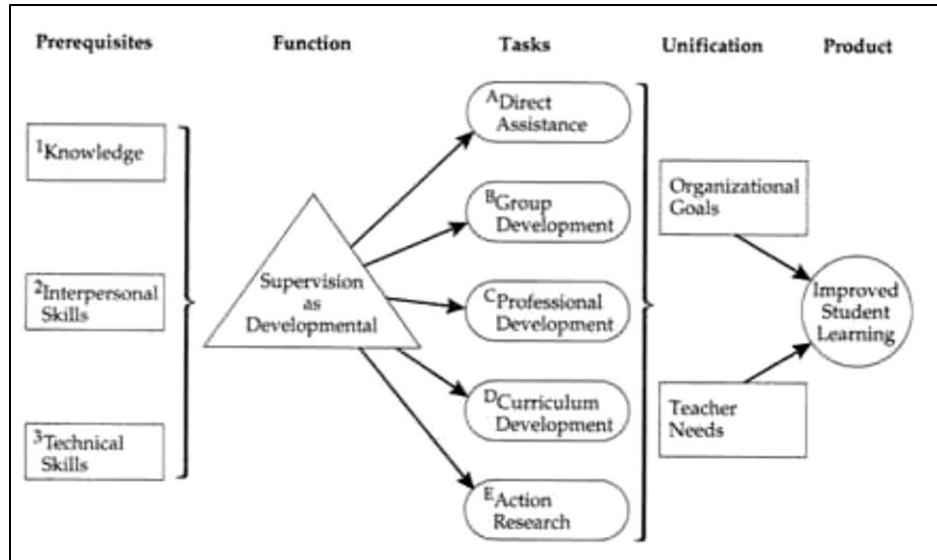 Prerequisites
Function
Tasks
Unification
Product
1Knowledge
2Interpersonal
Skills
3Technical
Skills
Supervision
as
Developmental
ADirect
Assistance
BGroup
Development
CProfessional
Development
DCurriculum
Development
EAction
Research
Organizational
Goals
Teacher
Needs
Improved
Student
Learning